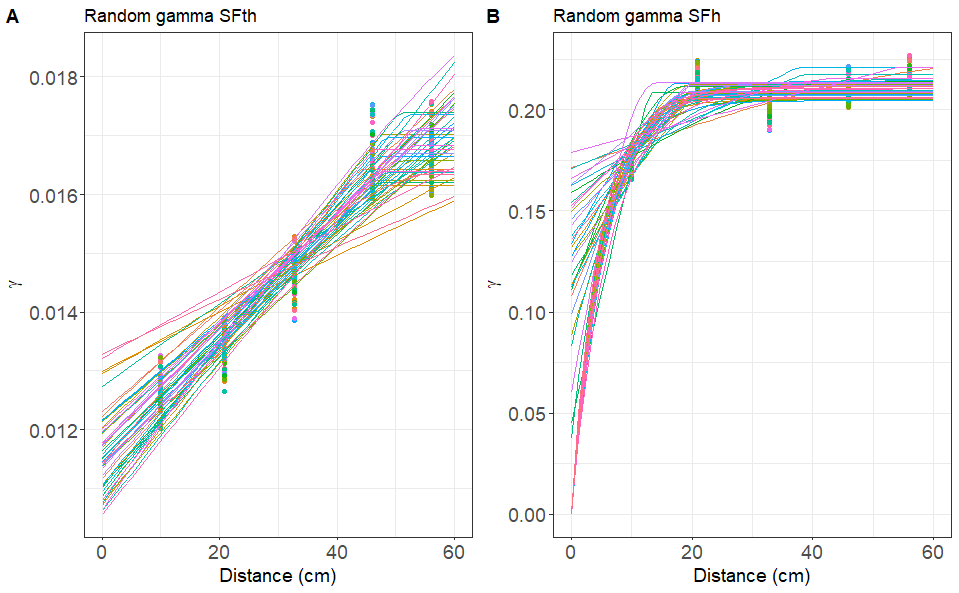 A
Random gamma SFth
0.018
0.016
0.014
0.012
γ
0
20
40
60
Distance (cm)
B
Random gamma SFh
0.20
0.15
0.10
0.05
0.00
γ
0
20
40
60
Distance (cm)